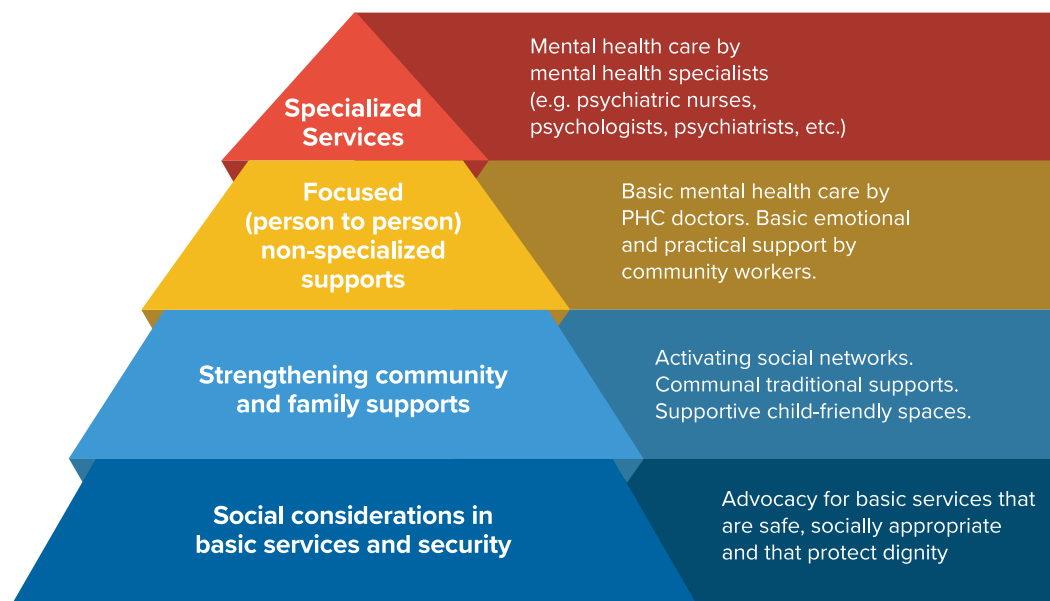 Specialized
Services
Mental health care by
mental health specialists
(e.g. psychiatric nurses,
psychologists, psychiatrists, etc.)
Focused
(person to person)
non-specialized
supports
Basic mental health care by
PHC doctors. Basic emotional
and practical support by
community workers.
Strengthening community
and family supports
Activating social networks.
Communal traditional supports.
Supportive child-friendly spaces.
Social considerations in
basic services and security
Advocacy for basic services that
are safe, socially appropriate
and that protect dignity